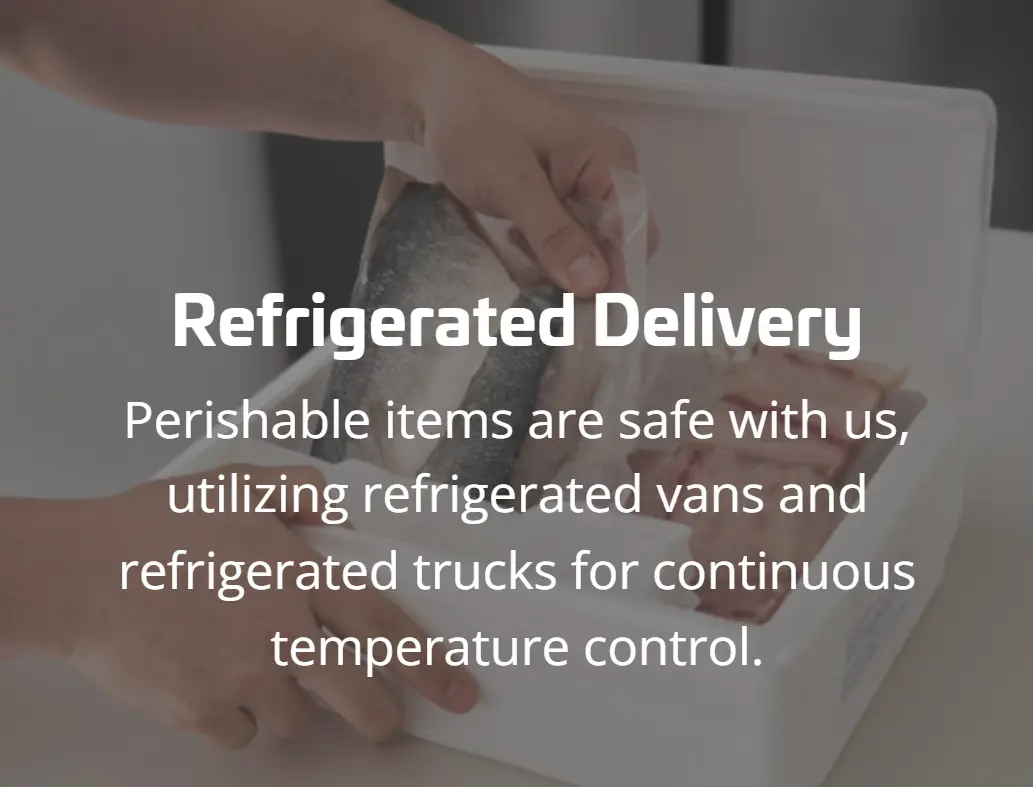 Refrigerated Delivery
Perishable items are safe with us,
utilizing refrigerated vans and
refrigerated trucks for continuous
temperature control.